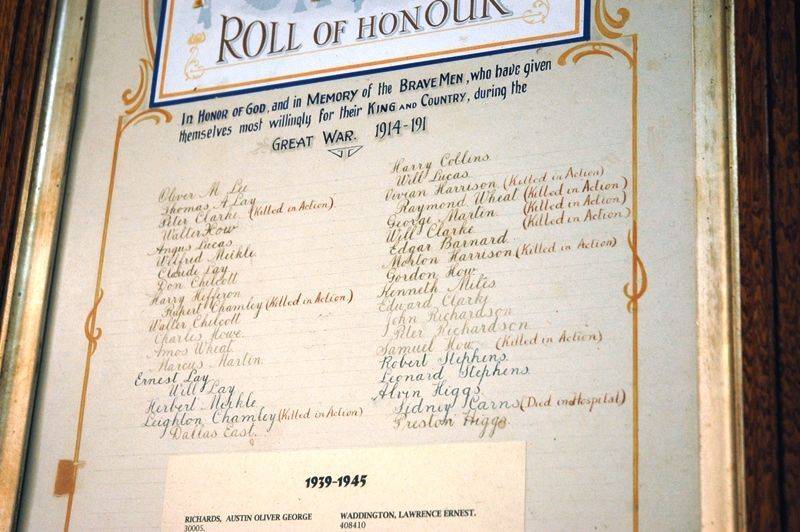 ROLL OF HONOUR
In HONOR OF GOD, and in MEMORY of the BRAVE MEN, who have given
themselves most willingly for their KING AND COUNTRY, during the
GREAT WAR. 1914-191
Oliver M. Lee
Thomas A. Lay
Peter Clarke (Killed in Action)
Walter How
Angus Lucas
Wilfred Meikle
Claude Lay
Don Chilcott
Harry Hefferon
Rupert Chamley (Killed in Action)
Walter Chilcott
Charles Howe
Amos Wheat
Marcus Martin
Ernest Lay
Will Lay
Herbert Meikle
Leighton Chamley (Killed in Action)
Dallas East.
Harry Coblins
Will Lucas
Vivian Harrison (Killed in Action)
Raymond Wheat (Killed in Action)
George Martin (Killed in Action)
Will Clarke (Killed in Action)
Edgar Barnard
Morton Harrison (Killed in Action)
Gordon How
Kenneth Miles
Edward Clarky
John Richardson
Peter Richardson
Samuel How (Killed in Action)
Robert Stephens
Leonard Stephens
Alvin Higgs
Sidney Karns (Died in Hospital)
Preston Higgs
1939-1945
RICHARDS, AUSTIN OLIVER GEORGE
30005.
WADDINGTON, LAWRENCE ERNEST.
408410